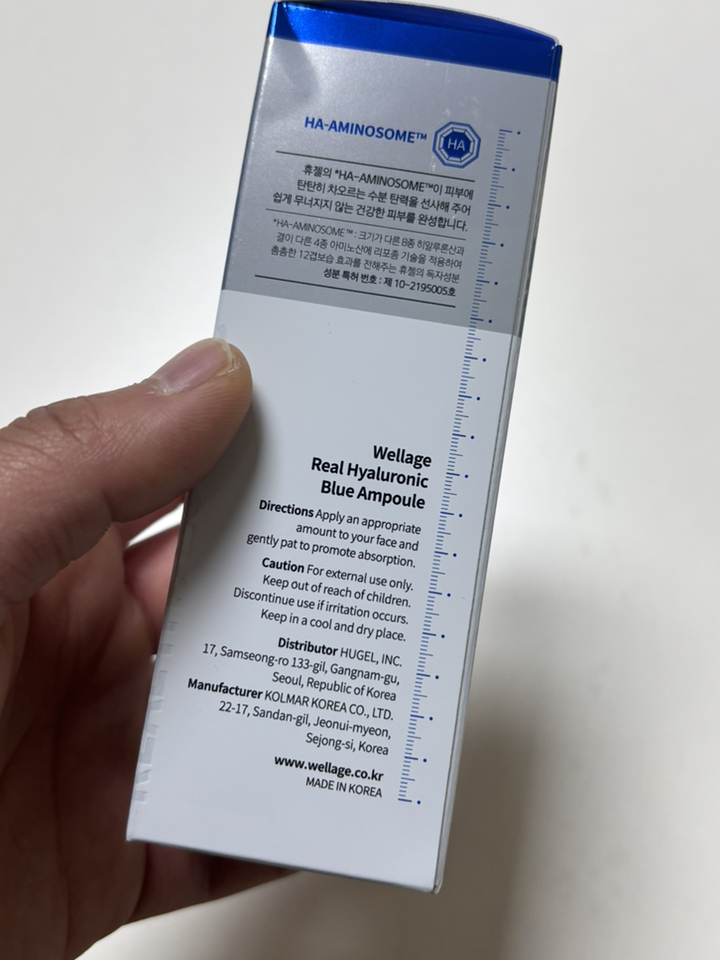 HA-AMINOSOME™
HA
휴젤의 *HA-AMINOSOME™이 피부에
탄탄히 차오르는 수분 탄력을 선사해 주어
쉽게 무너지지 않는 건강한 피부를 완성합니다.
*HA-AMINOSOME™ : 크기가 다른 8종 히알루론산과
결이 다른 4종 아미노산에 리포좀 기술을 적용하여
촘촘한 12겹보습 효과를 전해주는 휴젤의 독자성분
성분 특허 번호 : 제 10-2195005호
Wellage
Real Hyaluronic
Blue Ampoule
Directions Apply an appropriate
amount to your face and
gently pat to promote absorption.
Caution For external use only.
Keep out of reach of children.
Discontinue use if irritation occurs.
Keep in a cool and dry place.
Distributor HUGEL, INC.
17, Samseong-ro 133-gil, Gangnam-gu,
Seoul, Republic of Korea
Manufacturer KOLMAR KOREA CO., LTD.
22-17, Sandan-gil, Jeonui-myeon,
Sejong-si, Korea
www.wellage.co.kr
MADE IN KOREA